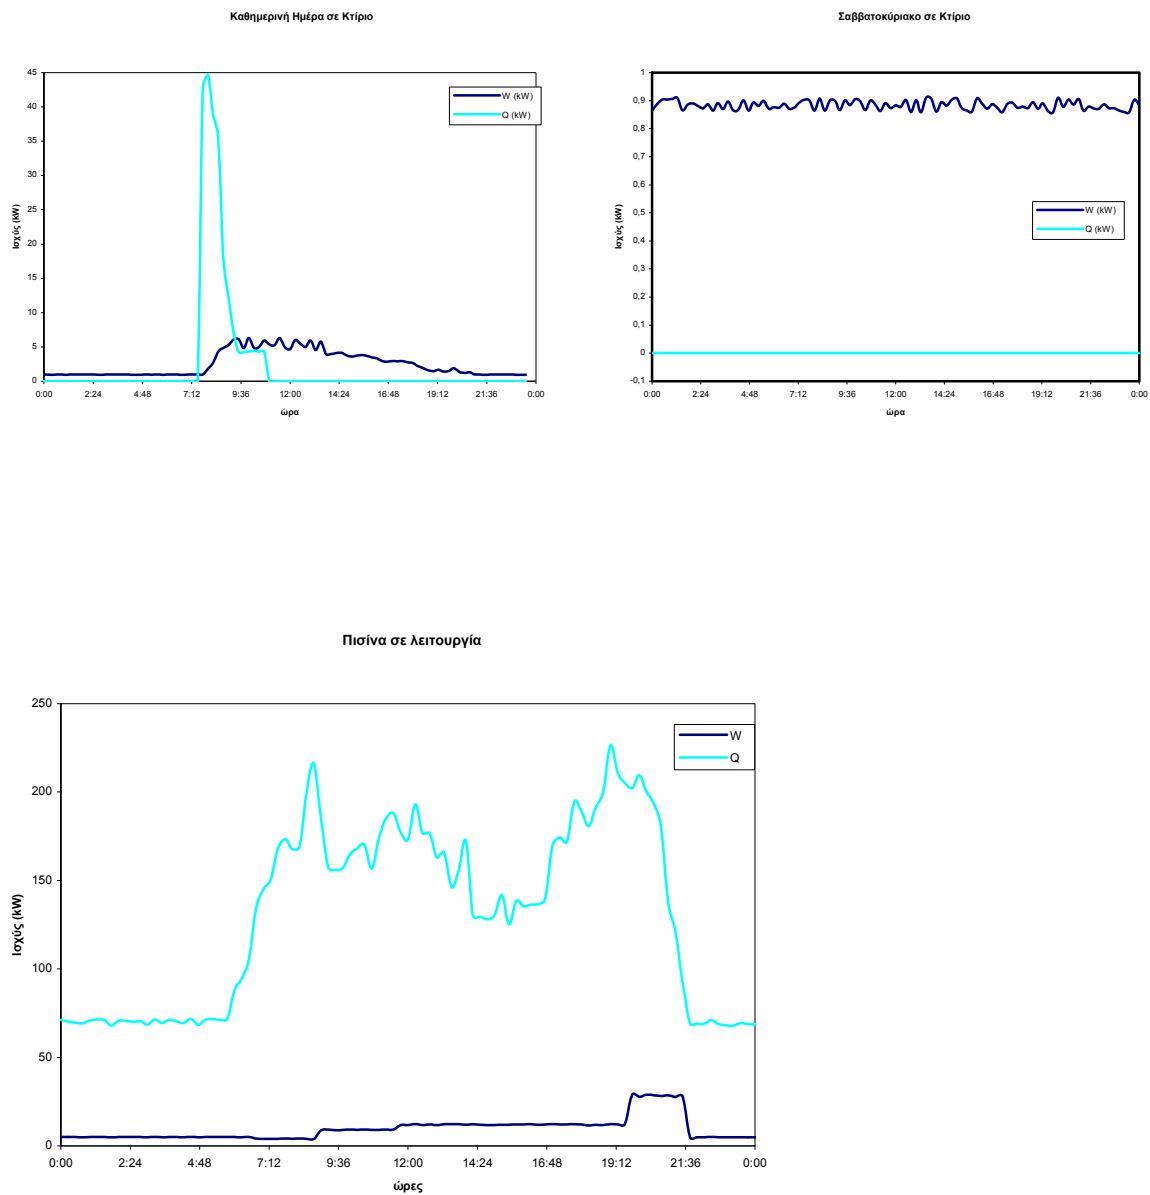 Καθημερινή Ημέρα σε Κτίριο
45
40
35
30
25
20
15
10
5
0
0:00 2:24 4:48 7:12 9:36 12:00 14:24 16:48 19:12 21:36 0:00
Ισχύς (kW)
ώρα
W (kW)
Q (kW)
Σαββατοκύριακο σε Κτίριο
1
0,9
0,8
0,7
0,6
0,5
0,4
0,3
0,2
0,1
0
-0,1
0:00 2:24 4:48 7:12 9:36 12:00 14:24 16:48 19:12 21:36 0:00
Ισχύς (kW)
ώρα
W (kW)
Q (kW)
Πισίνα σε λειτουργία
250
200
150
100
50
0
0:00 2:24 4:48 7:12 9:36 12:00 14:24 16:48 19:12 21:36 0:00
Ισχύς (kW)
ώρες
W
Q